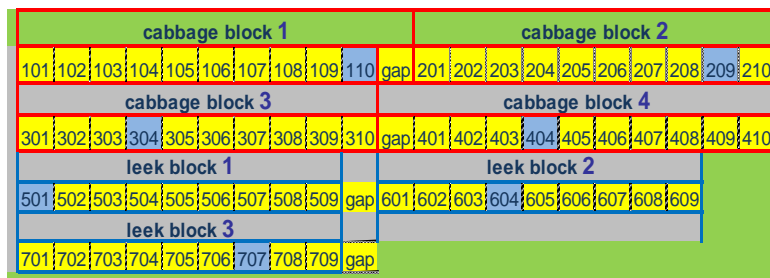 cabbage block 1 cabbage block 2
101 102 103 104 105 106 107 108 109 110 gap 201 202 203 204 205 206 207 208 209 210
cabbage block 3 cabbage block 4
301 302 303 304 305 306 307 308 309 310 gap 401 402 403 404 405 406 407 408 409 410
leek block 1 leek block 2
501 502 503 504 505 506 507 508 509 gap 601 602 603 604 605 606 607 608 609
leek block 3
701 702 703 704 705 706 707 708 709 gap